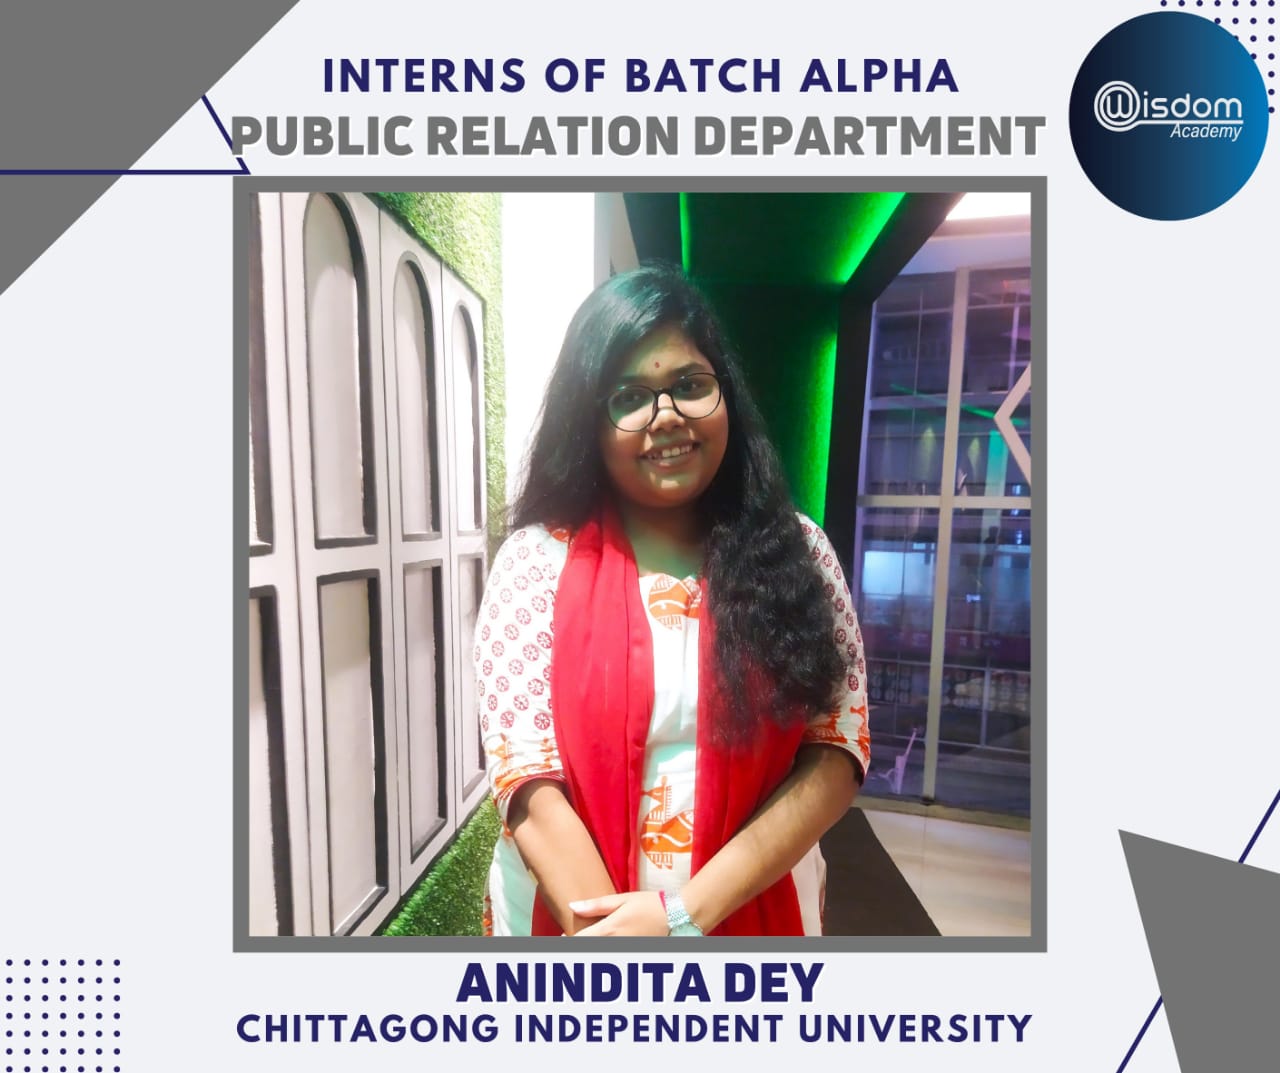 INTERNS OF BATCH ALPHA
PUBLIC RELATION DEPARTMENT
Wisdom
Academy
ANINDITA DEY
CHITTAGONG INDEPENDENT UNIVERSITY